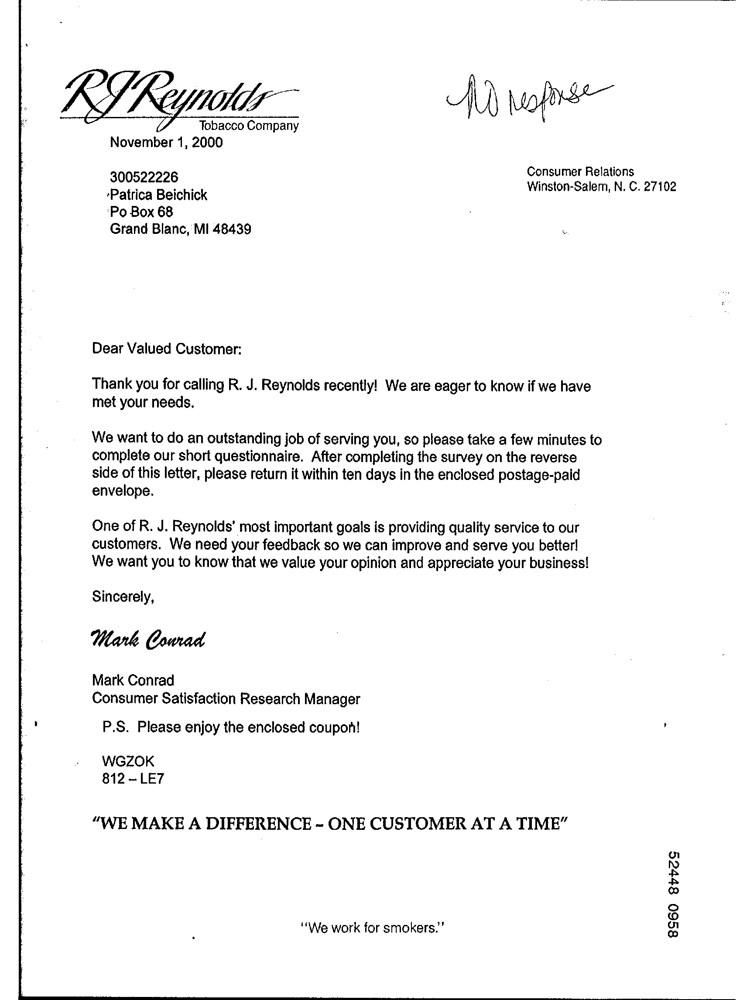 RJReynolds
Tobacco Company
No response
November 1, 2000
Consumer Relations
Winston-Salem, N. C. 27102
300522226
Patrica Beichick
Po Box 68
Grand Blanc, MI 48439
Dear Valued Customer:
Thank you for calling R. J. Reynolds recently! We are eager to know if we have
met your needs.
We want to do an outstanding job of serving you, so please take a few minutes to
complete our short questionnaire. After completing the survey on the reverse
side of this letter, please return it within ten days in the enclosed postage-paid
envelope.
One of R. J. Reynolds' most important goals is providing quality service to our
customers. We need your feedback so we can improve and serve you better!
We want you to know that we value your opinion and appreciate your business!
Sincerely,
Mark Conrad
Mark Conrad
Consumer Satisfaction Research Manager
P.S. Please enjoy the enclosed coupon!
WGZOK
812 – LE7
"WE MAKE A DIFFERENCE – ONE CUSTOMER AT A TIME"
"We work for smokers."
52448 0958